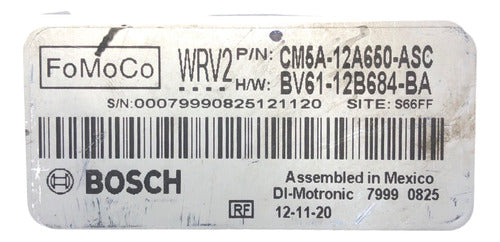 FoMoCo
WRV2 P/N: CM5A-12A650-ASC
H/W: BV61-12B684-BA
S/N:00079990825121120 SITE: S66FF
BOSCH
Assembled in Mexico
DI-Motronic 7999 0825
RF 12-11-20